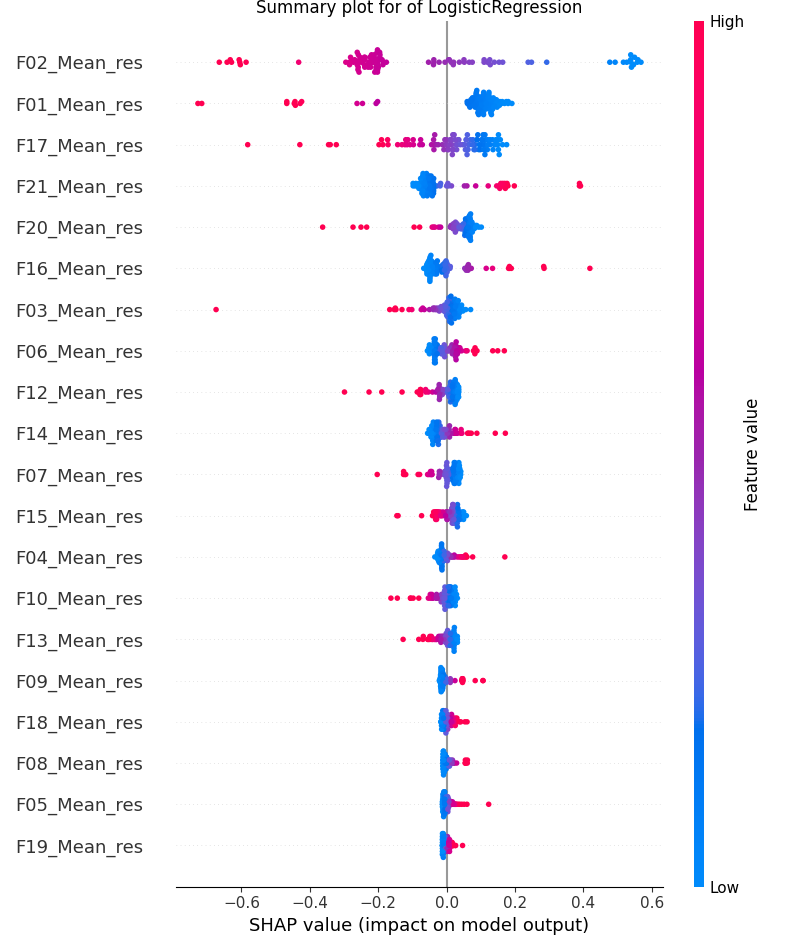 Summary plot for of LogisticRegression
High
F02_Mean_res
F01_Mean_res
F17_Mean_res
F21_Mean_res
F20_Mean_res
F16_Mean_res
F03_Mean_res
F06_Mean_res
F12_Mean_res
F14_Mean_res
F07_Mean_res
F15_Mean_res
F04_Mean_res
F10_Mean_res
F13_Mean_res
F09_Mean_res
F18_Mean_res
F08_Mean_res
F05_Mean_res
F19_Mean_res
Feature value
Low
−0.6 −0.4 −0.2 0.0 0.2 0.4 0.6
SHAP value (impact on model output)